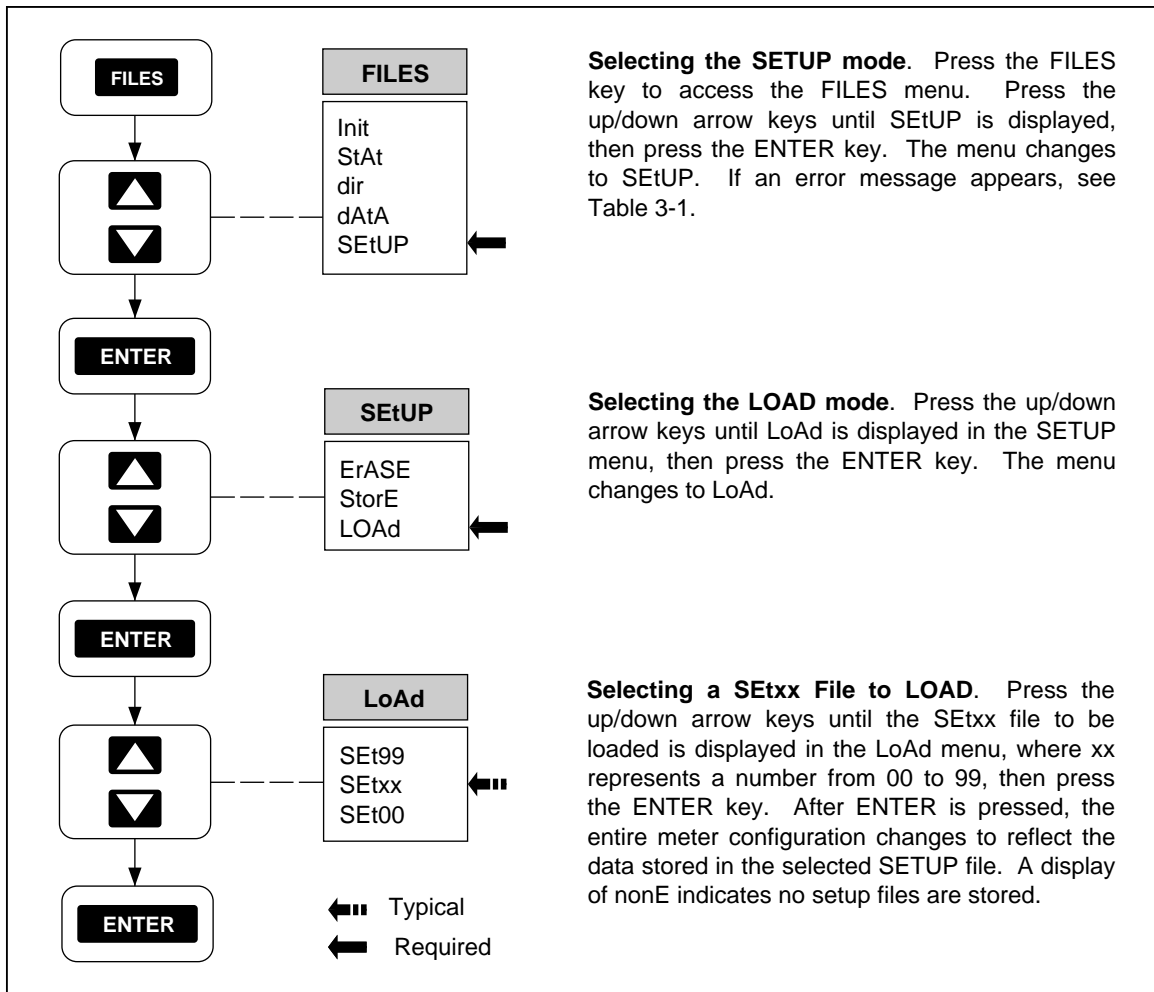 FILES
FILES
Init
StAt
dir
dAtA
SEtUP
Selecting the SETUP mode. Press the FILES
key to access the FILES menu. Press the
up/down arrow keys until SEtUP is displayed,
then press the ENTER key. The menu changes
to SEtUP. If an error message appears, see
Table 3-1.
ENTER
SEtUP
ErASE
StorE
LOAd
Selecting the LOAD mode. Press the up/down
arrow keys until LoAd is displayed in the SETUP
menu, then press the ENTER key. The menu
changes to LoAd.
ENTER
LoAd
SEt99
SEtxx
SEt00
Selecting a SEtxx File to LOAD. Press the
up/down arrow keys until the SEtxx file to be
loaded is displayed in the LoAd menu, where xx
represents a number from 00 to 99, then press
the ENTER key. After ENTER is pressed, the
entire meter configuration changes to reflect the
data stored in the selected SETUP file. A display
of nonE indicates no setup files are stored.
ENTER
Typical
Required